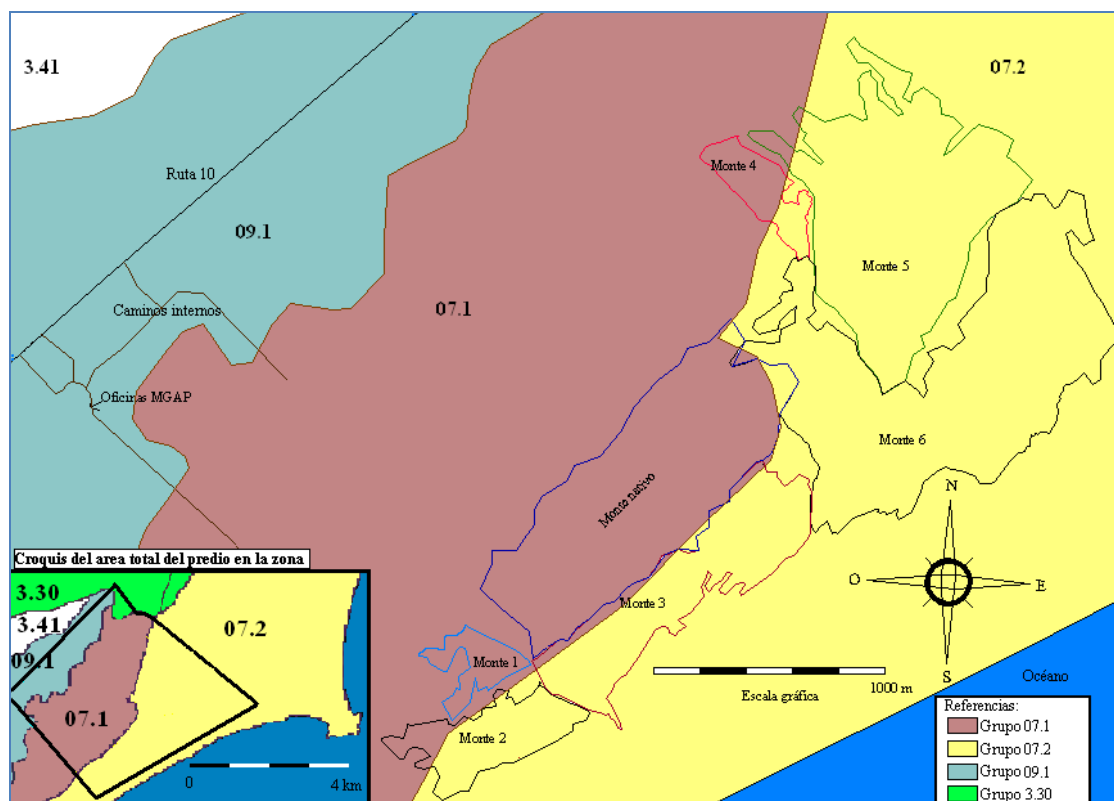 3.41
07.2
Monte 4
Ruta 10
09.1
Monte 5
Caminos internos
07.1
Oficinas MGAP
Monte 6
Monte nativo
N
O
E
S
Monte 3
Monte 1
Monte 2
Escala gráfica
1000 m
Océano
Croquis del area total del predio en la zona
3.30
3.41
09.1
07.2
07.1
0
4 km
Referencias:
Grupo 07.1
Grupo 07.2
Grupo 09.1
Grupo 3.30